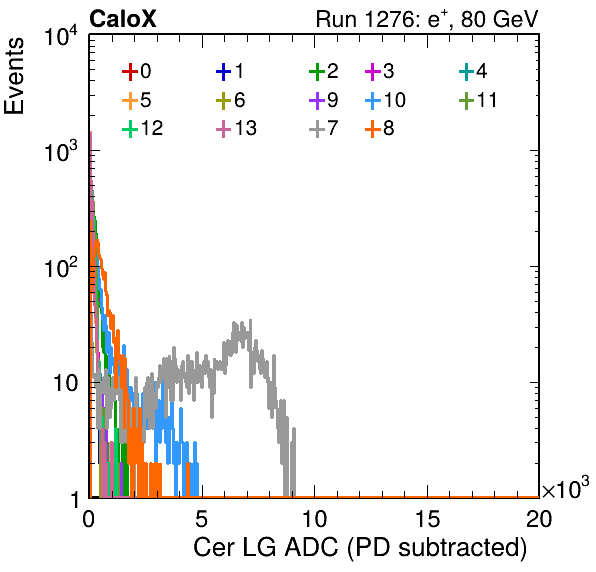 CaloX Run 1276: e⁺, 80 GeV
Events
10⁴
10³
10²
10
1
0 1 2 3 4
5 6 9 10 11
12 13 7 8
0 5 10 15 20
×10³
Cer LG ADC (PD subtracted)